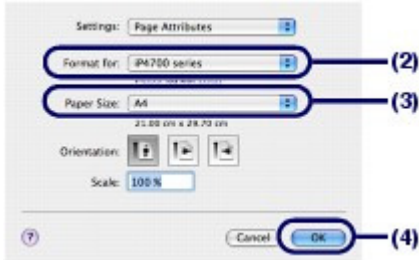 Settings: Page Attributes
Format for: iP4700 series (2)
Paper Size: A4 (3)
21.00 cm x 29.70 cm
Orientation:
Scale: 100 %
? Cancel OK (4)